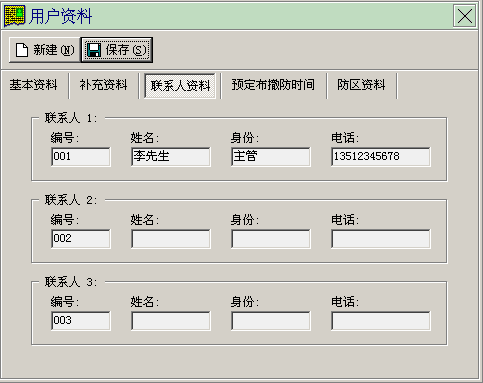 用户资料
新建(N) 保存(S)
基本资料 补充资料 联系人资料 预定布撤防时间 防区资料
联系人 1:
编号: 姓名: 身份: 电话:
001 李先生 主管 13512345678
联系人 2:
编号: 姓名: 身份: 电话:
002
联系人 3:
编号: 姓名: 身份: 电话:
003